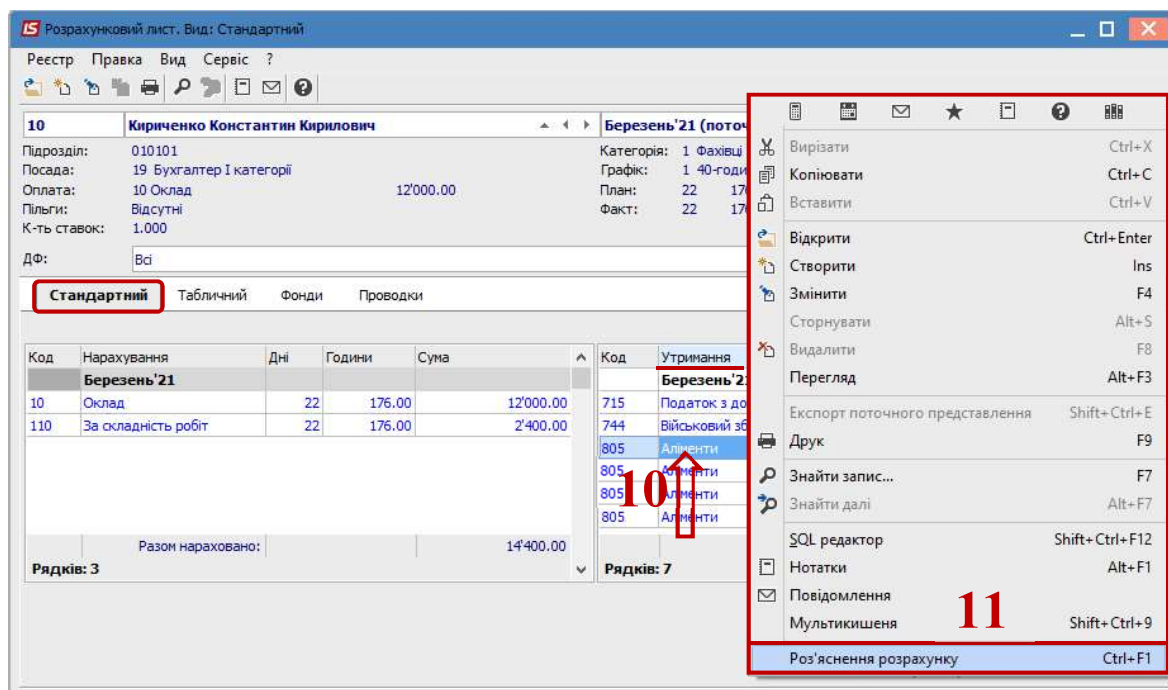 Розрахунковий лист. Вид: Стандартний
Реєстр Правка Вид Сервіс ?
10 Кириченко Константин Кирилович Березень'21 (поточ
Підрозділ: 010101 Категорія: 1 Фахівці
Посада: 19 Бухгалтер І категорії Графік: 1 40-годи
Оплата: 10 Оклад 12'000.00 План: 22 176
Пільги: Відсутні Факт: 22 176
К-ть ставок: 1.000
ДФ: Всі
Стандартний Табличний Фонди Проводки
Код Нарахування Дні Години Сума Код Утримання
Березень'21 Березень'21
10 Оклад 22 176.00 12'000.00 715 Податок з до
110 За складність робіт 22 176.00 2'400.00 744 Військовий зб
805 Аліменти
805 Аліменти
805 Аліменти
805 Аліменти
10
Разом нараховано: 14'400.00
Рядків: 3 Рядків: 7
Вирізати Ctrl+X
Копіювати Ctrl+C
Вставити Ctrl+V
Відкрити Ctrl+Enter
Створити Ins
Змінити F4
Сторнувати Alt+S
Видалити F8
Перегляд Alt+F3
Експорт поточного представлення Shift+Ctrl+E
Друк F9
Знайти запис... F7
Знайти далі Alt+F7
SQL редактор Shift+Ctrl+F12
Нотатки Alt+F1
Повідомлення
Мультикишеня Shift+Ctrl+9
11
Роз'яснення розрахунку Ctrl+F1